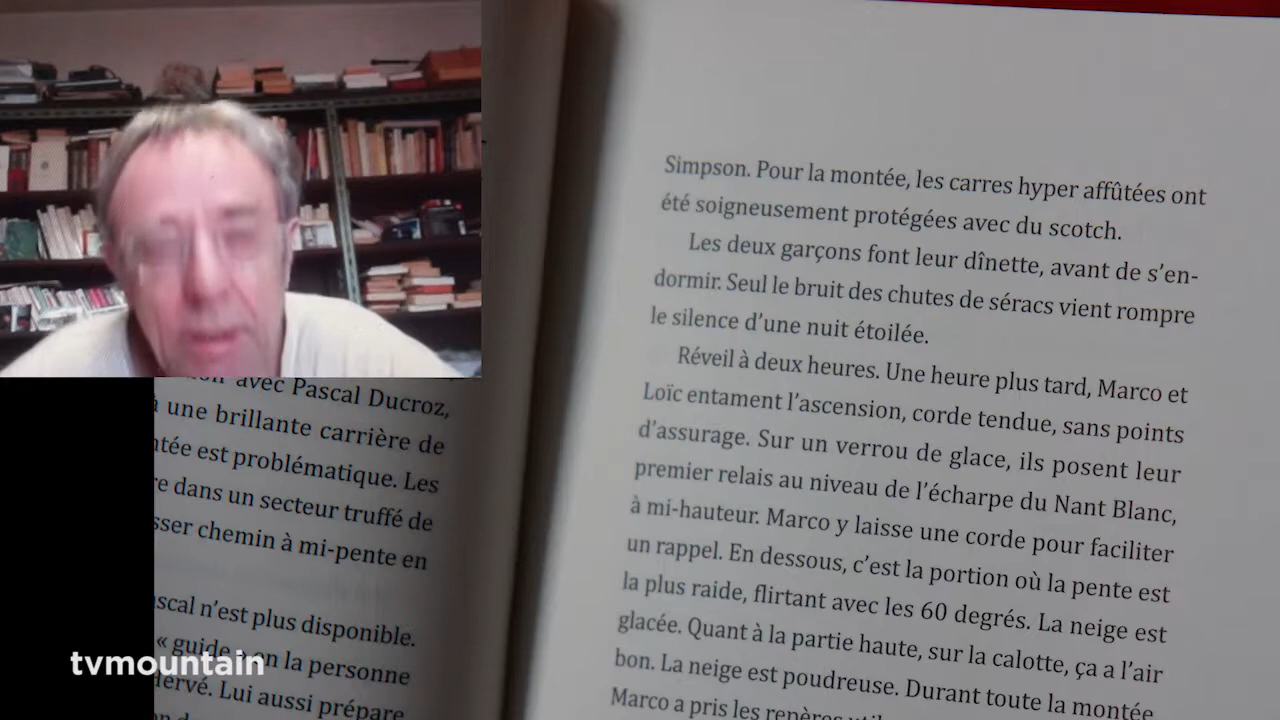 avec Pascal Ducroz,
une brillante carrière de
est problématique. Les
dans un secteur truffé de
chemin à mi-pente en
n'est plus disponible.
« guide on la personne
Lui aussi prépare
Simpson. Pour la montée, les carres hyper affûtées ont
été soigneusement protégées avec du scotch.
Les deux garçons font leur dînette, avant de s'en-
dormir. Seul le bruit des chutes de séracs vient rompre
le silence d'une nuit étoilée.
Réveil à deux heures. Une heure plus tard, Marco et
Loïc entament l'ascension, corde tendue, sans points
d'assurage. Sur un verrou de glace, ils posent leur
premier relais au niveau de l'écharpe du Nant Blanc,
à mi-hauteur. Marco y laisse une corde pour faciliter
un rappel. En dessous, c'est la portion où la pente est
la plus raide, flirtant avec les 60 degrés. La neige est
glacée. Quant à la partie haute, sur la calotte, ça a l'air
bon. La neige est poudreuse. Durant toute la montée
Marco a pris les repères
tvmountain